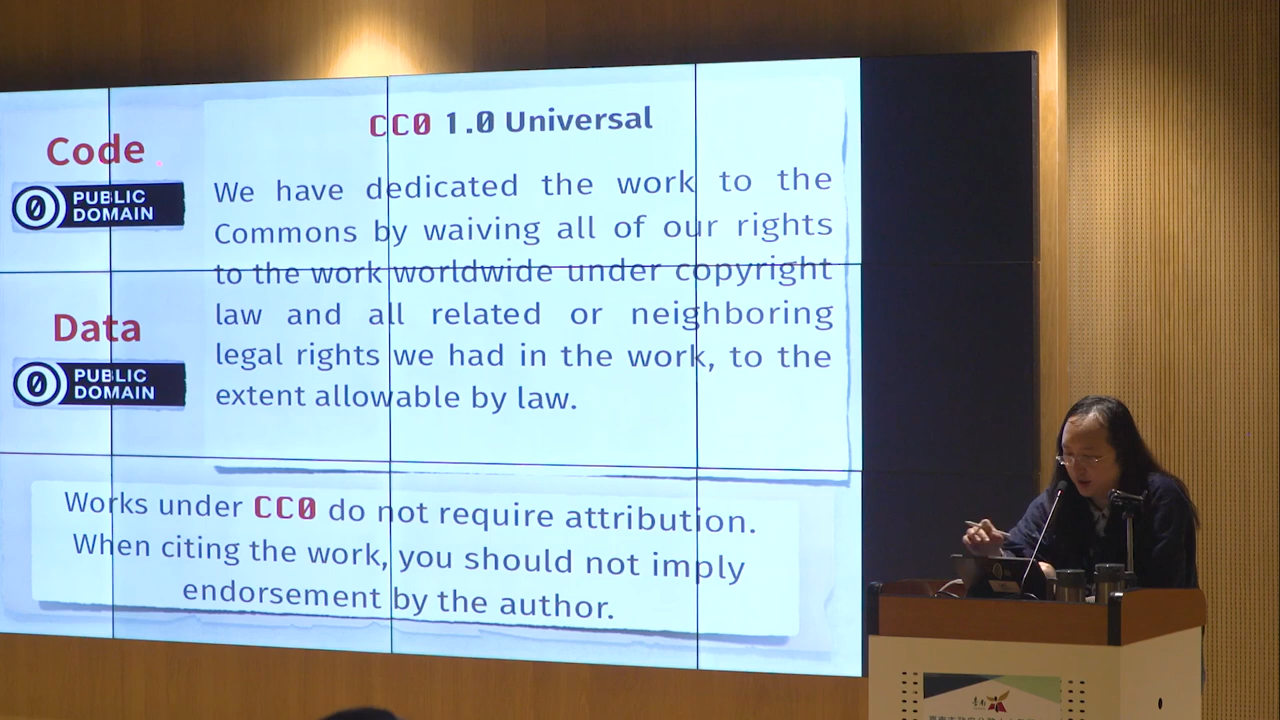 Code
PUBLIC
DOMAIN
Data
PUBLIC
DOMAIN
CC0 1.0 Universal
We have dedicated the work to the
Commons by waiving all of our rights
to the work worldwide under copyright
law and all related or neighboring
legal rights we had in the work, to the
extent allowable by law.
Works under CC0 do not require attribution.
When citing the work, you should not imply
endorsement by the author.
臺南